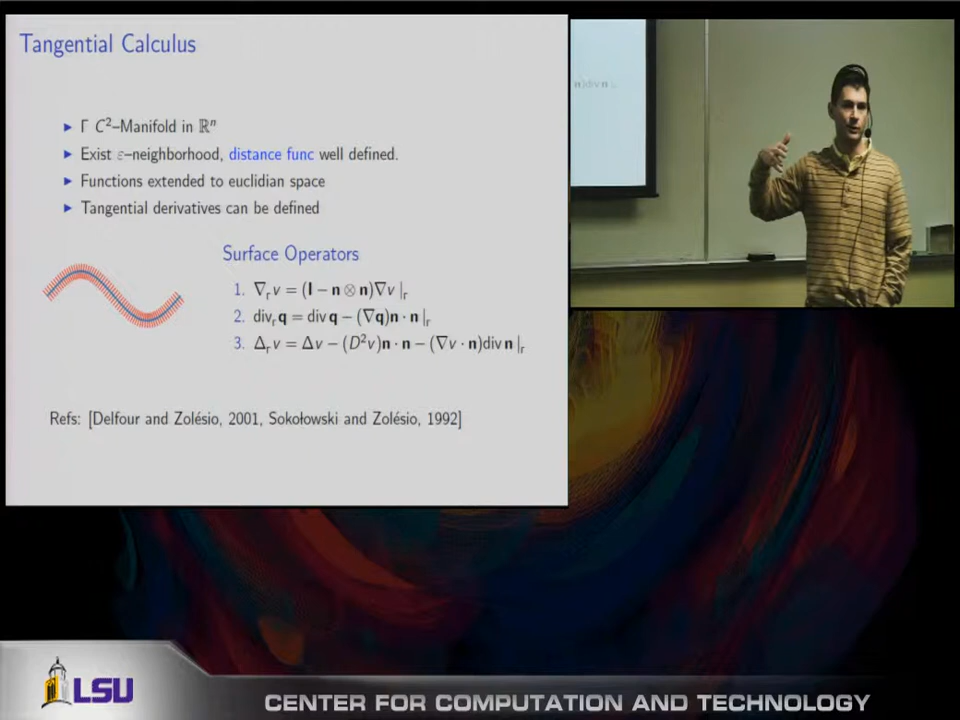 Tangential Calculus
▶ Γ C²–Manifold in ℝⁿ
▶ Exist ε–neighborhood, distance func well defined.
▶ Functions extended to euclidian space
▶ Tangential derivatives can be defined
Surface Operators
1. ∇_Γ v = (I − n ⊗ n)∇v |_Γ
2. div_Γ q = div q − (∇q)n · n |_Γ
3. Δ_Γ v = Δv − (D²v)n · n − (∇v · n)div n |_Γ
Refs: [Delfour and Zolésio, 2001, Sokołowski and Zolésio, 1992]
n)div n
LSU
CENTER FOR COMPUTATION AND TECHNOLOGY